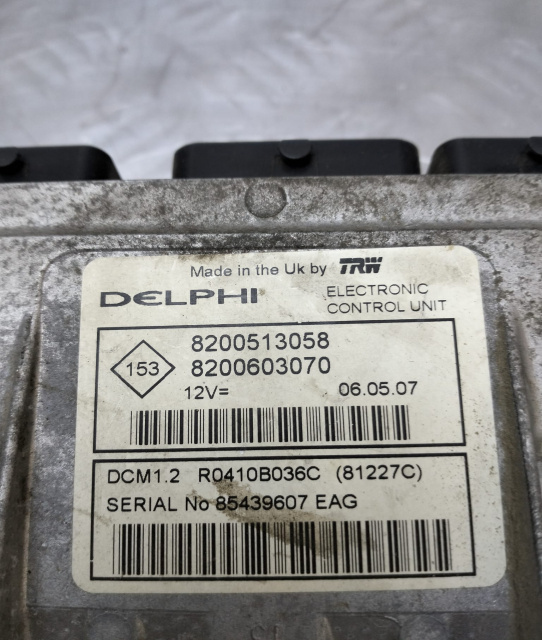 Made in the Uk by TRW
DELPHI ELECTRONIC
CONTROL UNIT
153
8200513058
8200603070
12V= 06.05.07
DCM1.2 R0410B036C (81227C)
SERIAL No 85439607 EAG